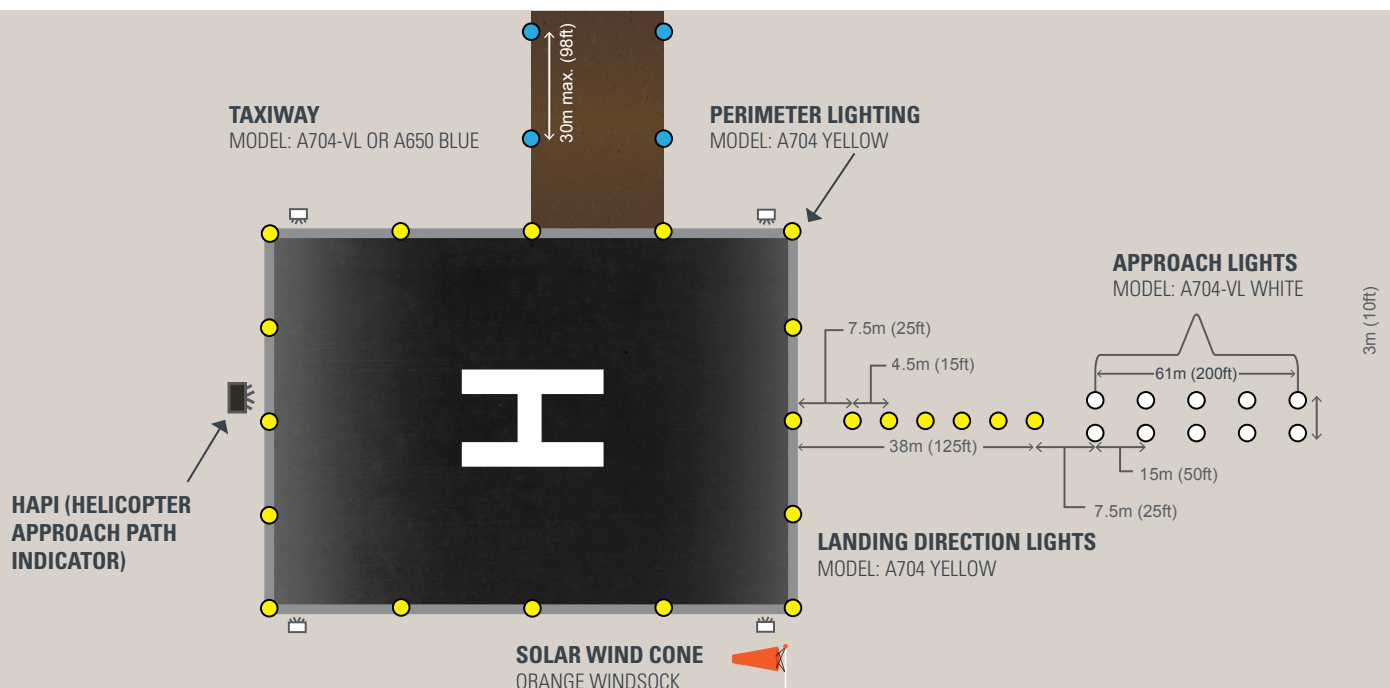 30m max. (98ft)
TAXIWAY
MODEL: A704-VL OR A650 BLUE
PERIMETER LIGHTING
MODEL: A704 YELLOW
APPROACH LIGHTS
MODEL: A704-VL WHITE
3m (10ft)
7.5m (25ft)
4.5m (15ft)
61m (200ft)
H
38m (125ft)
15m (50ft)
7.5m (25ft)
HAPI (HELICOPTER
APPROACH PATH
INDICATOR)
LANDING DIRECTION LIGHTS
MODEL: A704 YELLOW
SOLAR WIND CONE
ORANGE WINDSOCK